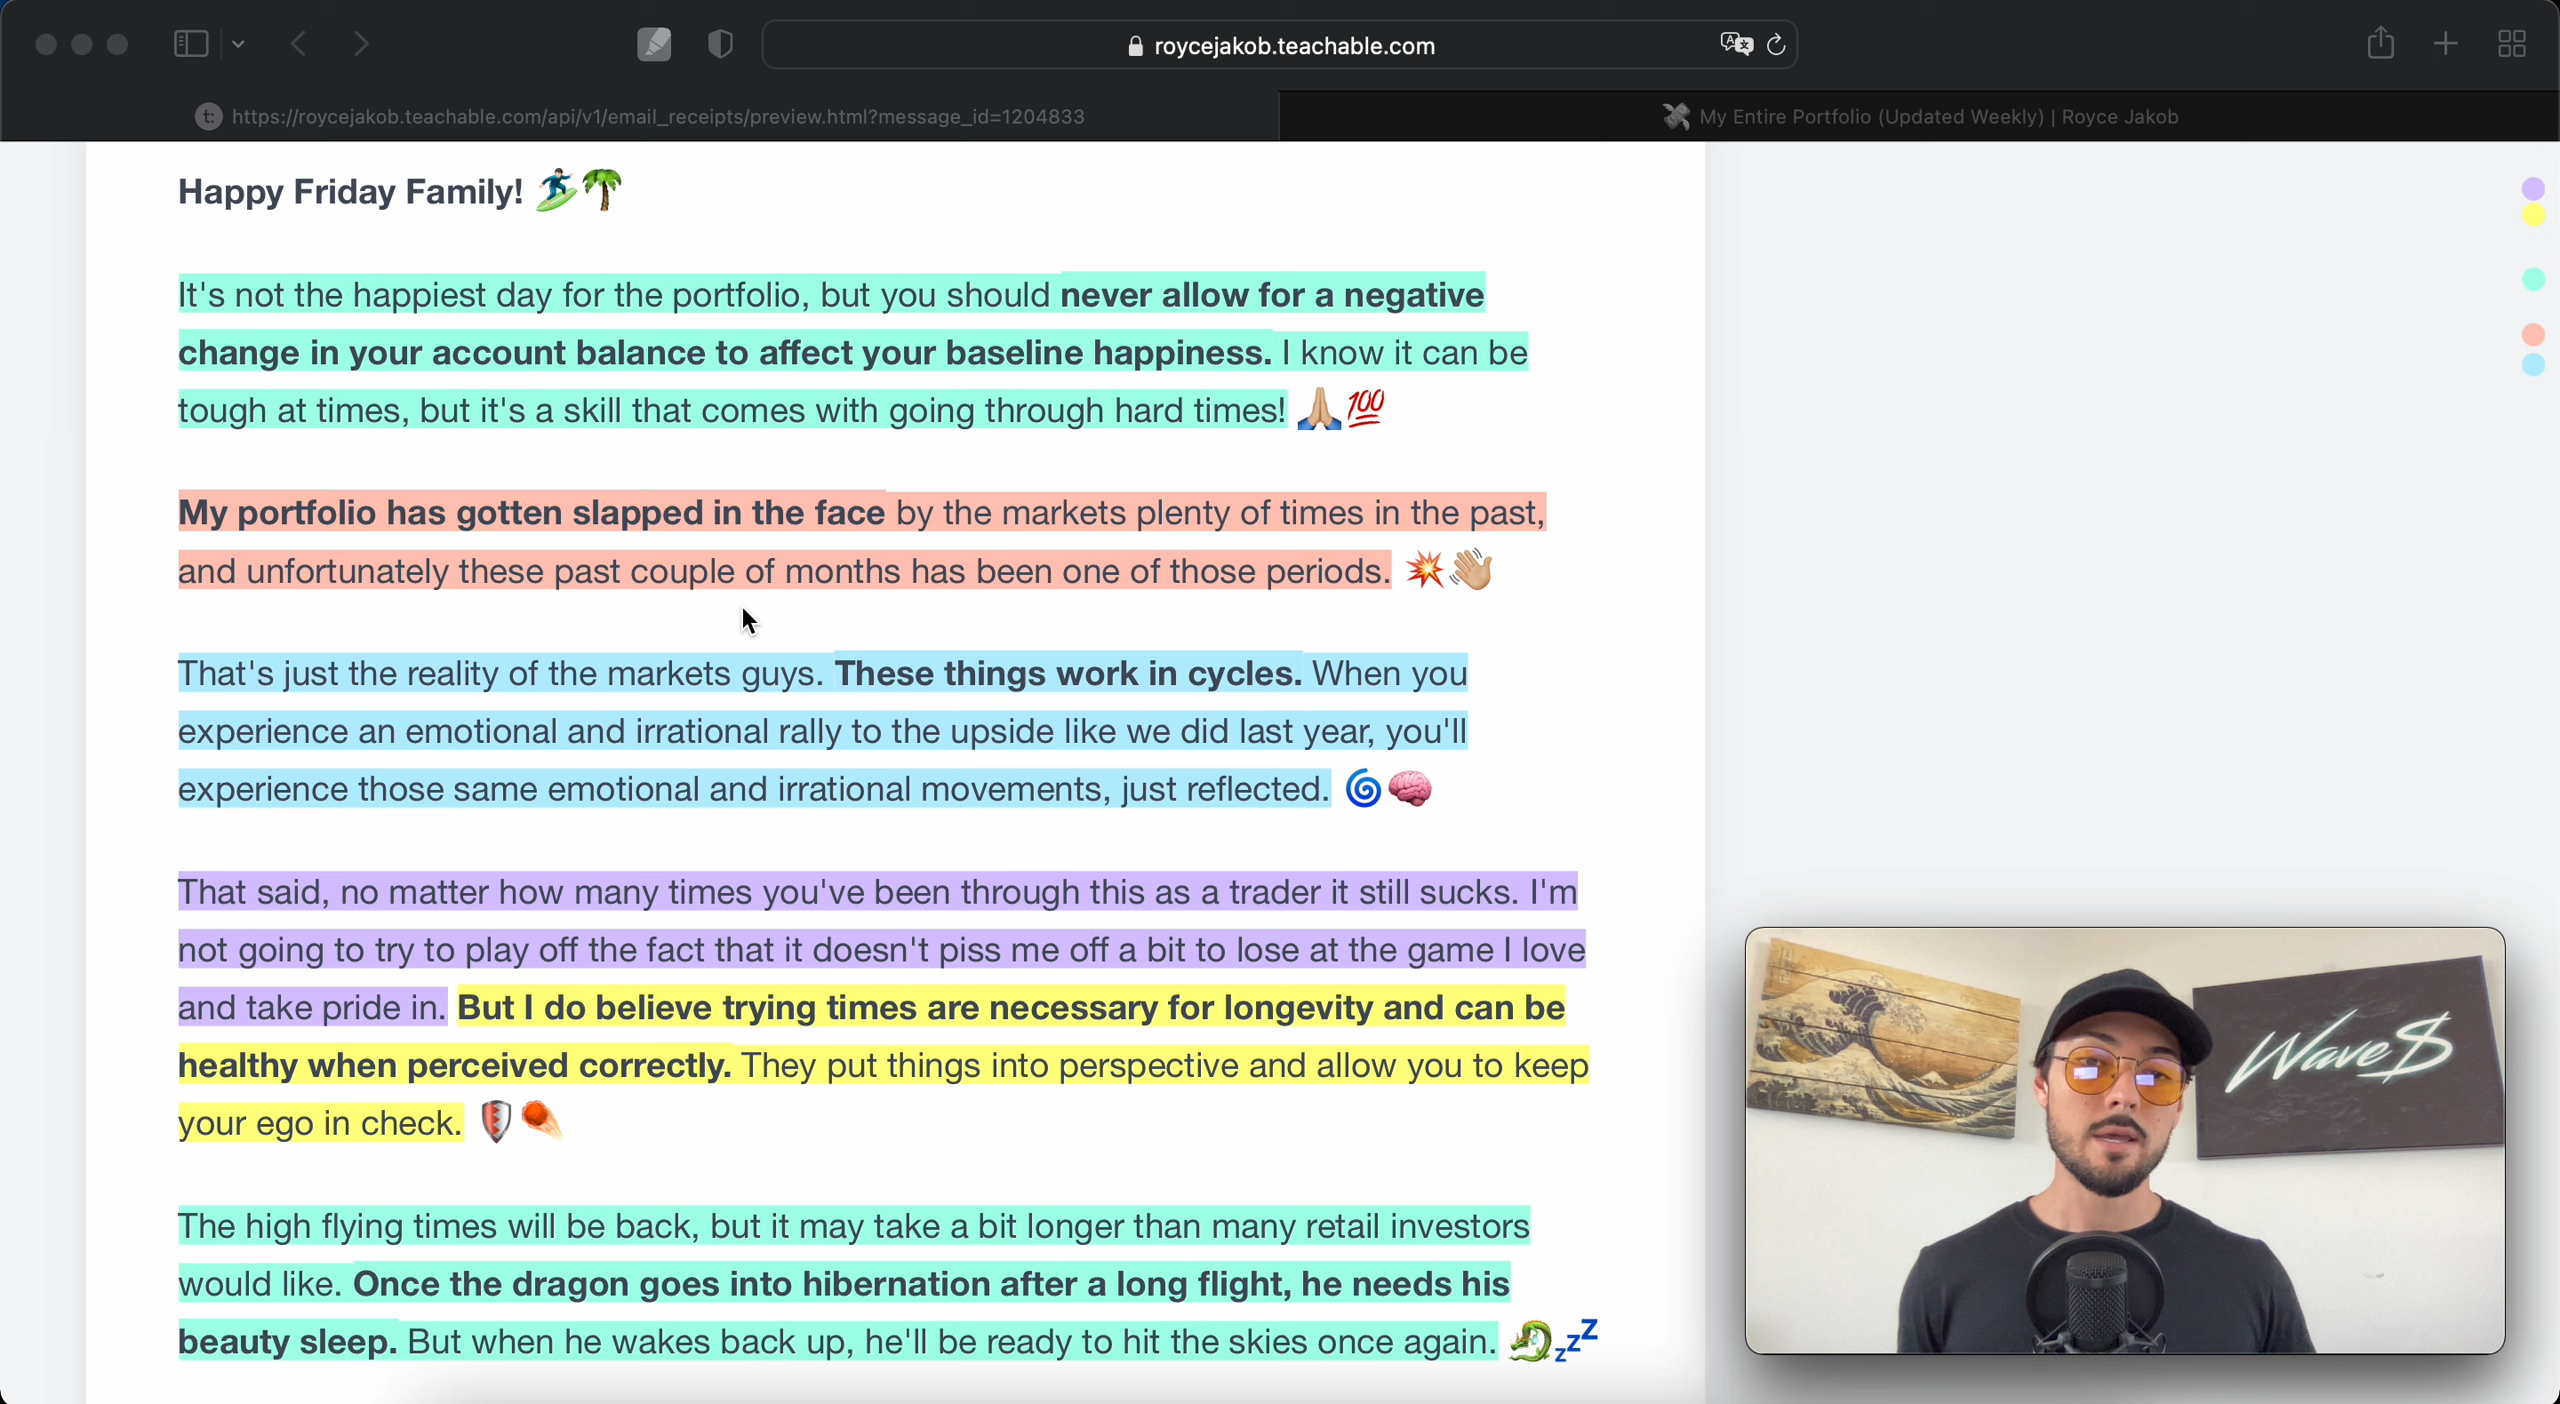 roycejakob.teachable.com
https://roycejakob.teachable.com/api/v1/email_receipts/preview.html?message_id=1204833
My Entire Portfolio (Updated Weekly) | Royce Jakob
Happy Friday Family! 🏄🏻‍♂️🌴
It's not the happiest day for the portfolio, but you should never allow for a negative
change in your account balance to affect your baseline happiness. I know it can be
tough at times, but it's a skill that comes with going through hard times! 🙏🏼💯
My portfolio has gotten slapped in the face by the markets plenty of times in the past,
and unfortunately these past couple of months has been one of those periods. 💥👋🏼
That's just the reality of the markets guys. These things work in cycles. When you
experience an emotional and irrational rally to the upside like we did last year, you'll
experience those same emotional and irrational movements, just reflected. 🌀🧠
That said, no matter how many times you've been through this as a trader it still sucks. I'm
not going to try to play off the fact that it doesn't piss me off a bit to lose at the game I love
and take pride in. But I do believe trying times are necessary for longevity and can be
healthy when perceived correctly. They put things into perspective and allow you to keep
your ego in check. 🛡️☄️
The high flying times will be back, but it may take a bit longer than many retail investors
would like. Once the dragon goes into hibernation after a long flight, he needs his
beauty sleep. But when he wakes back up, he'll be ready to hit the skies once again. 🐉💤
Wave$